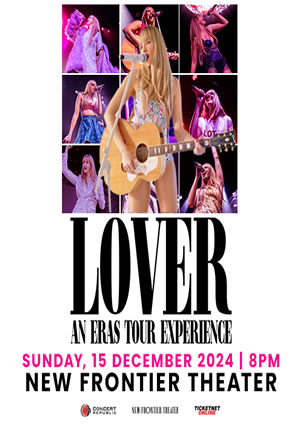 LOVER
AN ERAS TOUR EXPERIENCE
SUNDAY, 15 DECEMBER 2024 | 8PM
NEW FRONTIER THEATER
CONCERT REPUBLIC NEW FRONTIER THEATER TICKETNET ONLINE